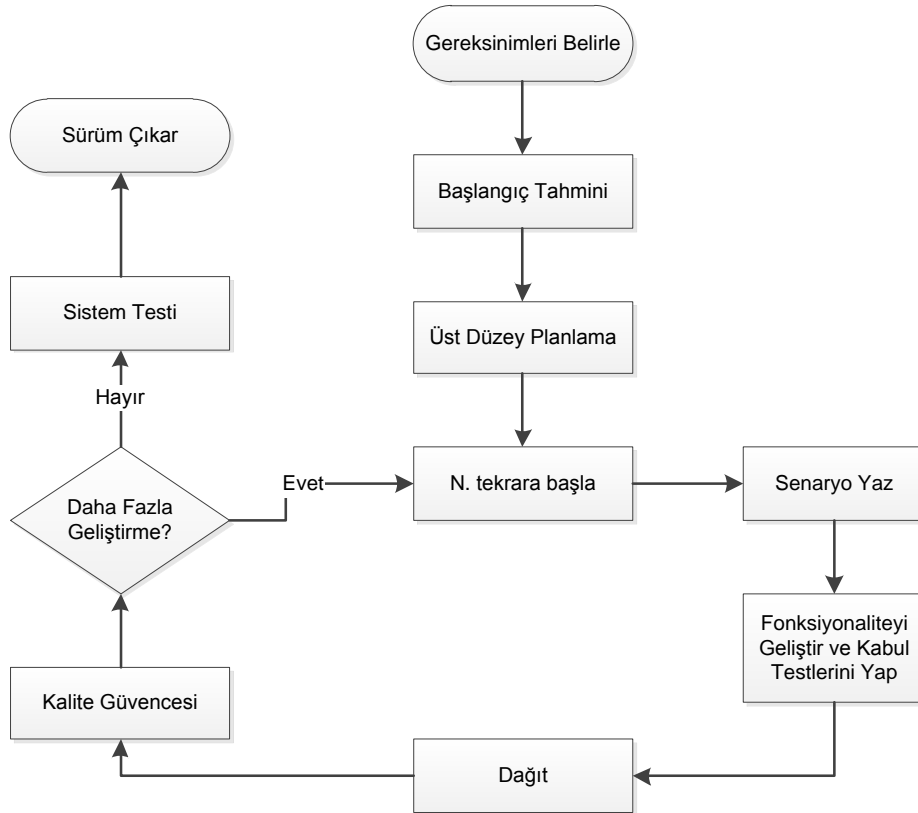 Gereksinimleri Belirle
Başlangıç Tahmini
Üst Düzey Planlama
N. tekrara başla
Senaryo Yaz
Fonksiyonaliteyi
Geliştir ve Kabul
Testlerini Yap
Dağıt
Kalite Güvencesi
Daha Fazla
Geliştirme?
Evet
Hayır
Sistem Testi
Sürüm Çıkar